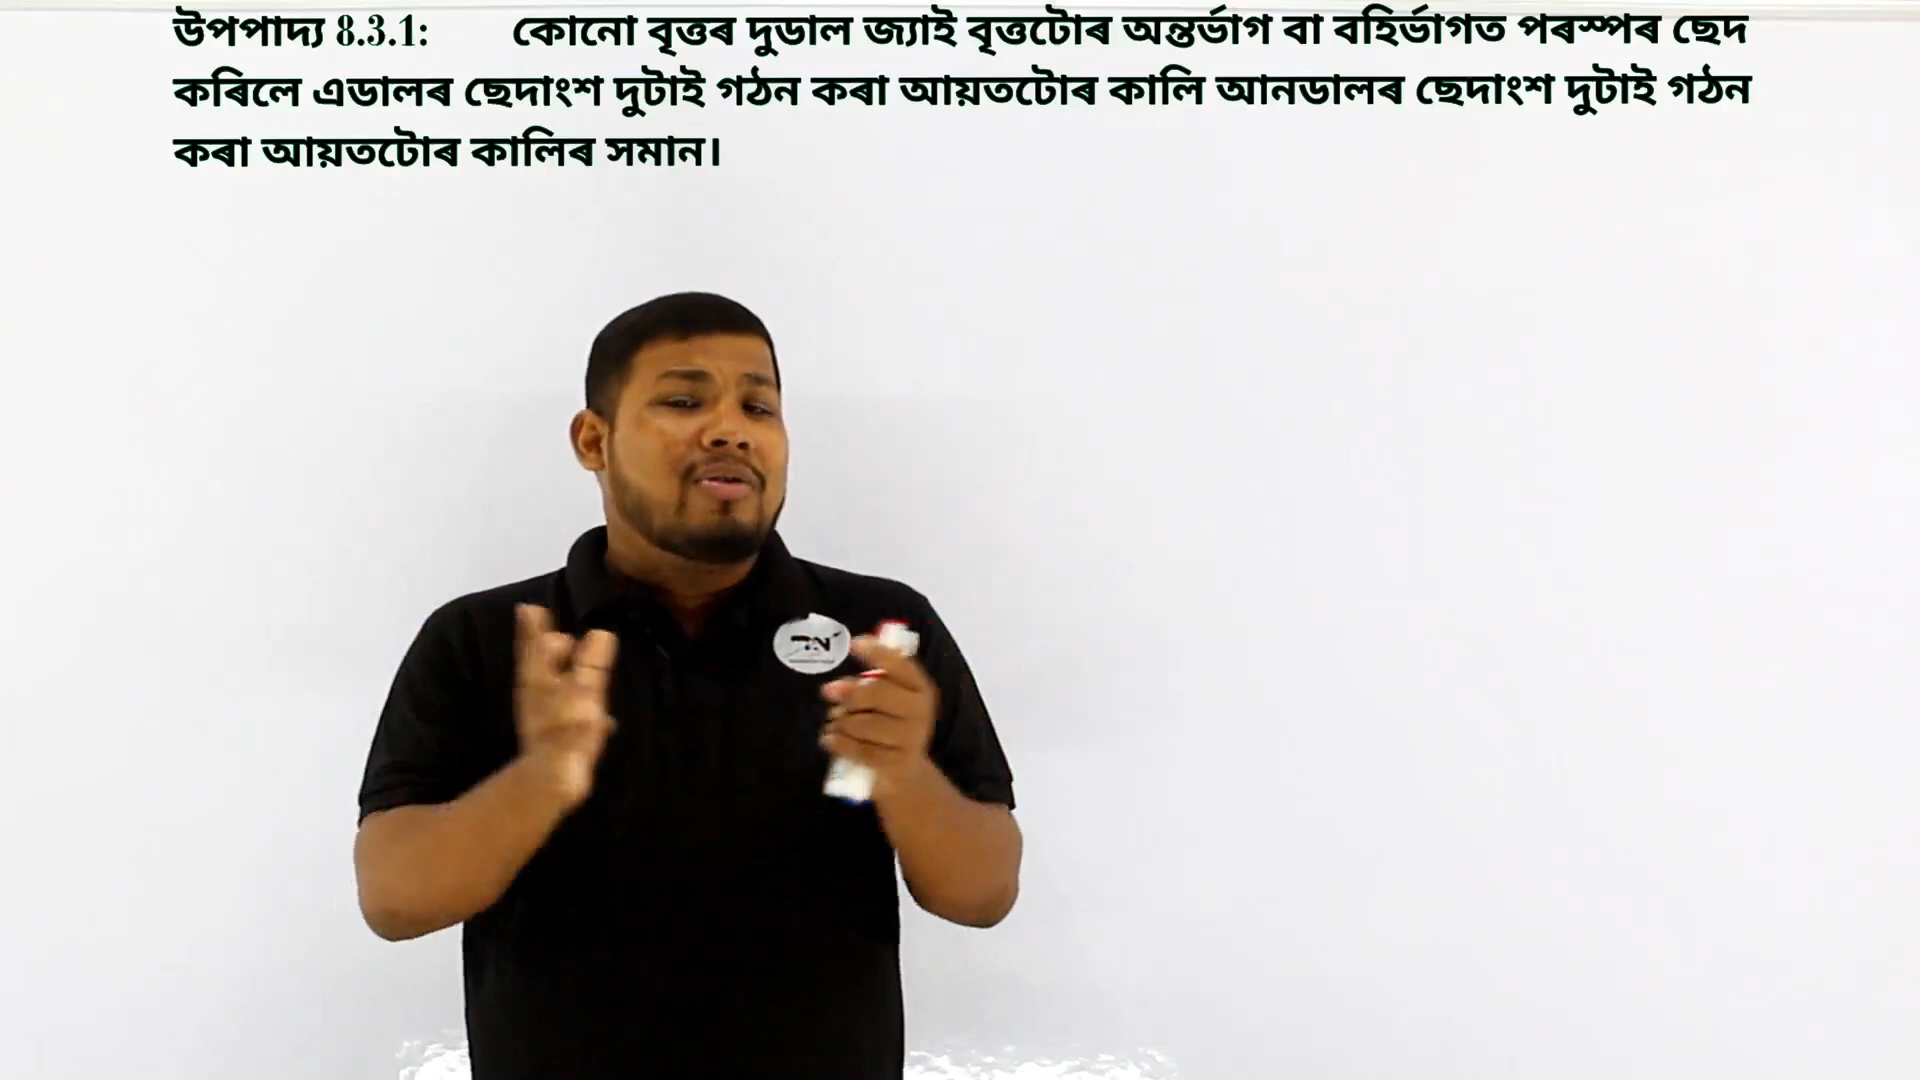 উপপাদ্য 8.3.1: কোনো বৃত্তৰ দুডাল জ্যাই বৃত্তটোৰ অন্তৰ্ভাগ বা বহিৰ্ভাগত পৰস্পৰ ছেদ
কৰিলে এডালৰ ছেদাংশ দুটাই গঠন কৰা আয়তটোৰ কালি আনডালৰ ছেদাংশ দুটাই গঠন
কৰা আয়তটোৰ কালিৰ সমান।